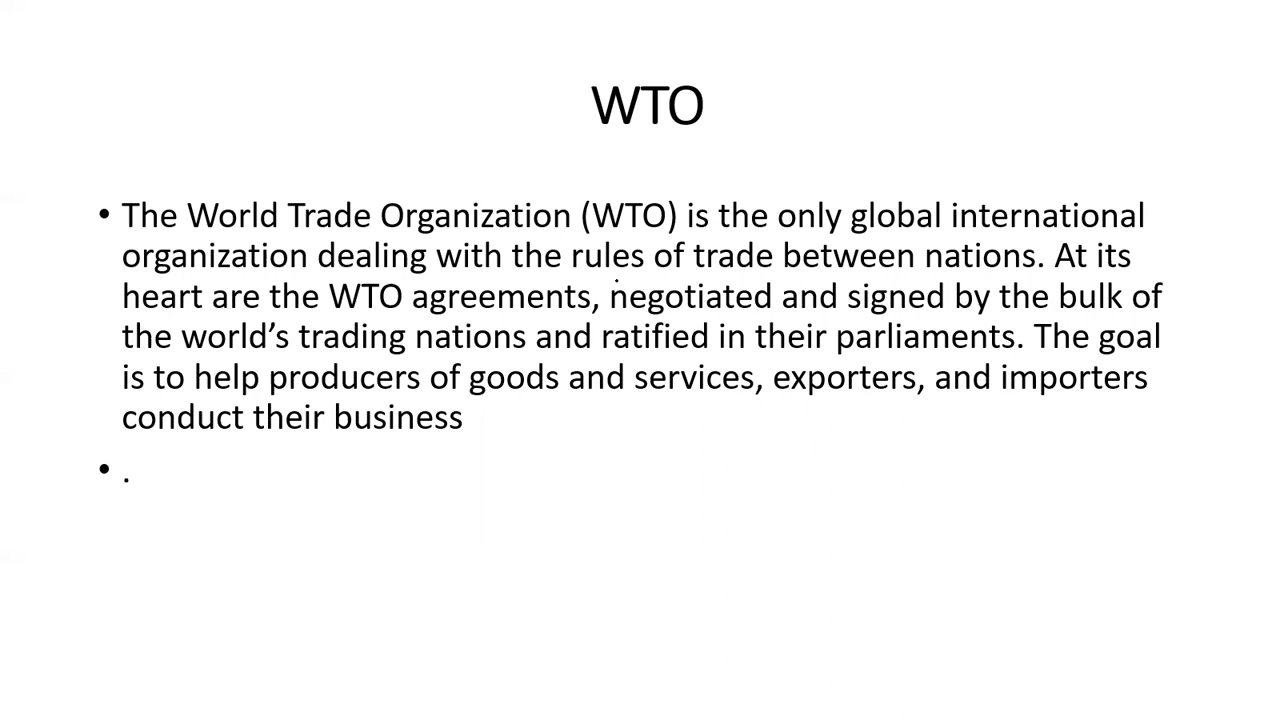 WTO
• The World Trade Organization (WTO) is the only global international
organization dealing with the rules of trade between nations. At its
heart are the WTO agreements, negotiated and signed by the bulk of
the world’s trading nations and ratified in their parliaments. The goal
is to help producers of goods and services, exporters, and importers
conduct their business
• .